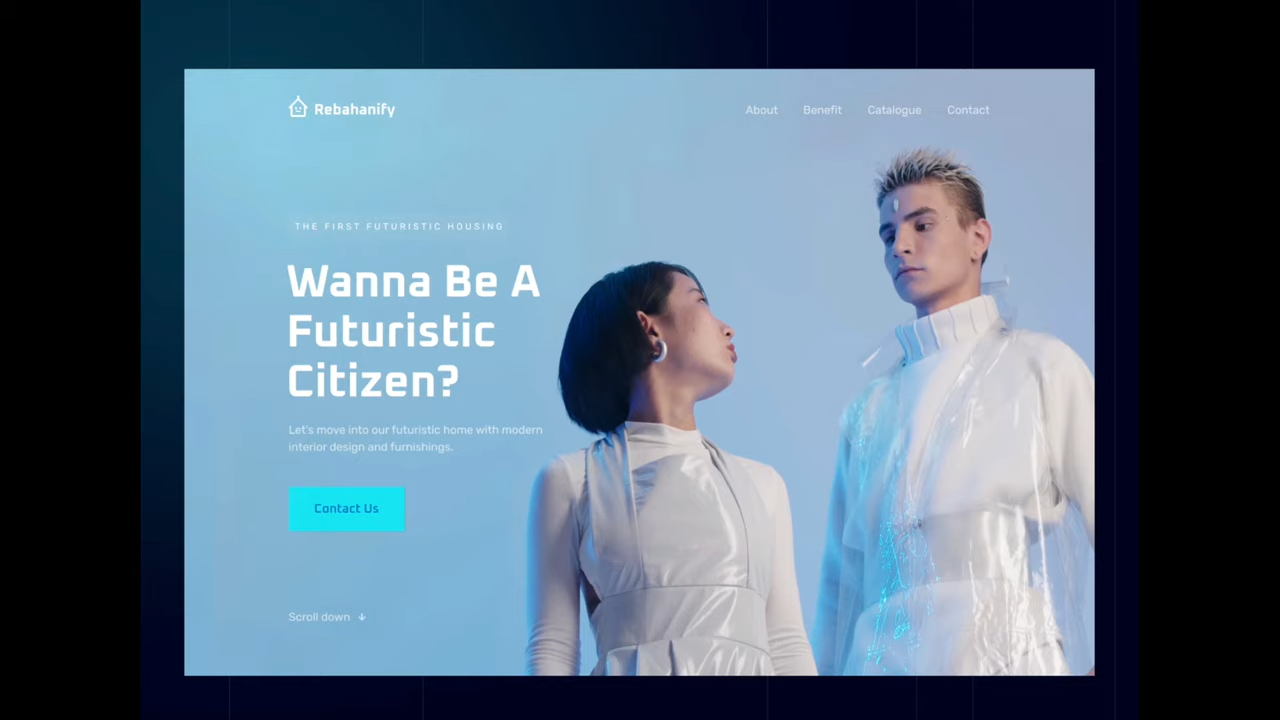 Rebahanify
About Benefit Catalogue Contact
THE FIRST FUTURISTIC HOUSING
Wanna Be A
Futuristic
Citizen?
Let's move into our futuristic home with modern
interior design and furnishings.
Contact Us
Scroll down ↓